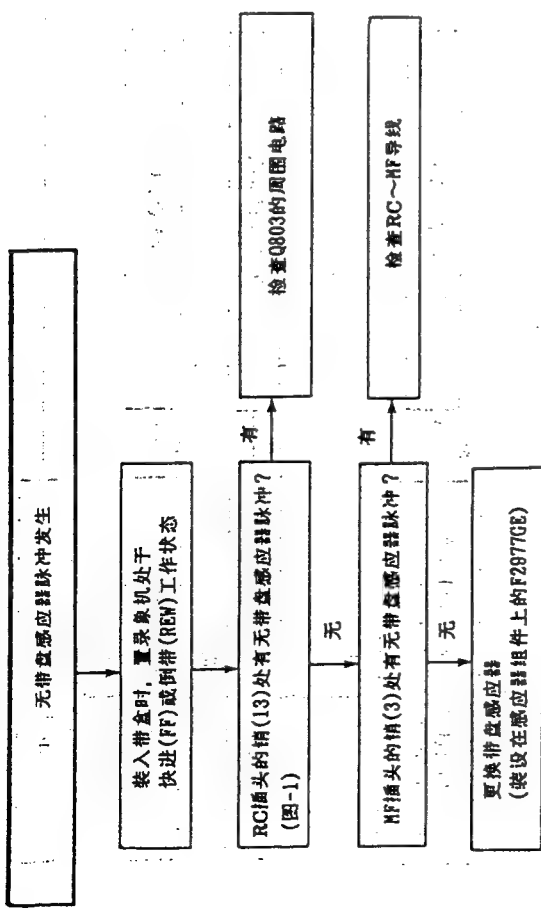 无带盘感应器脉冲发生
装入带盒时，置录象机处于
快进(FF)或倒带(REW)工作状态
RC插头的销(13)处有无带盘感应器脉冲？
(图-1)
有
检查Q803的周围电路
无
MF插头的销(3)处有无带盘感应器脉冲？
有
检查RC～MF导线
无
更换带盘感应器
(装设在感应器组件上的F2977GE)